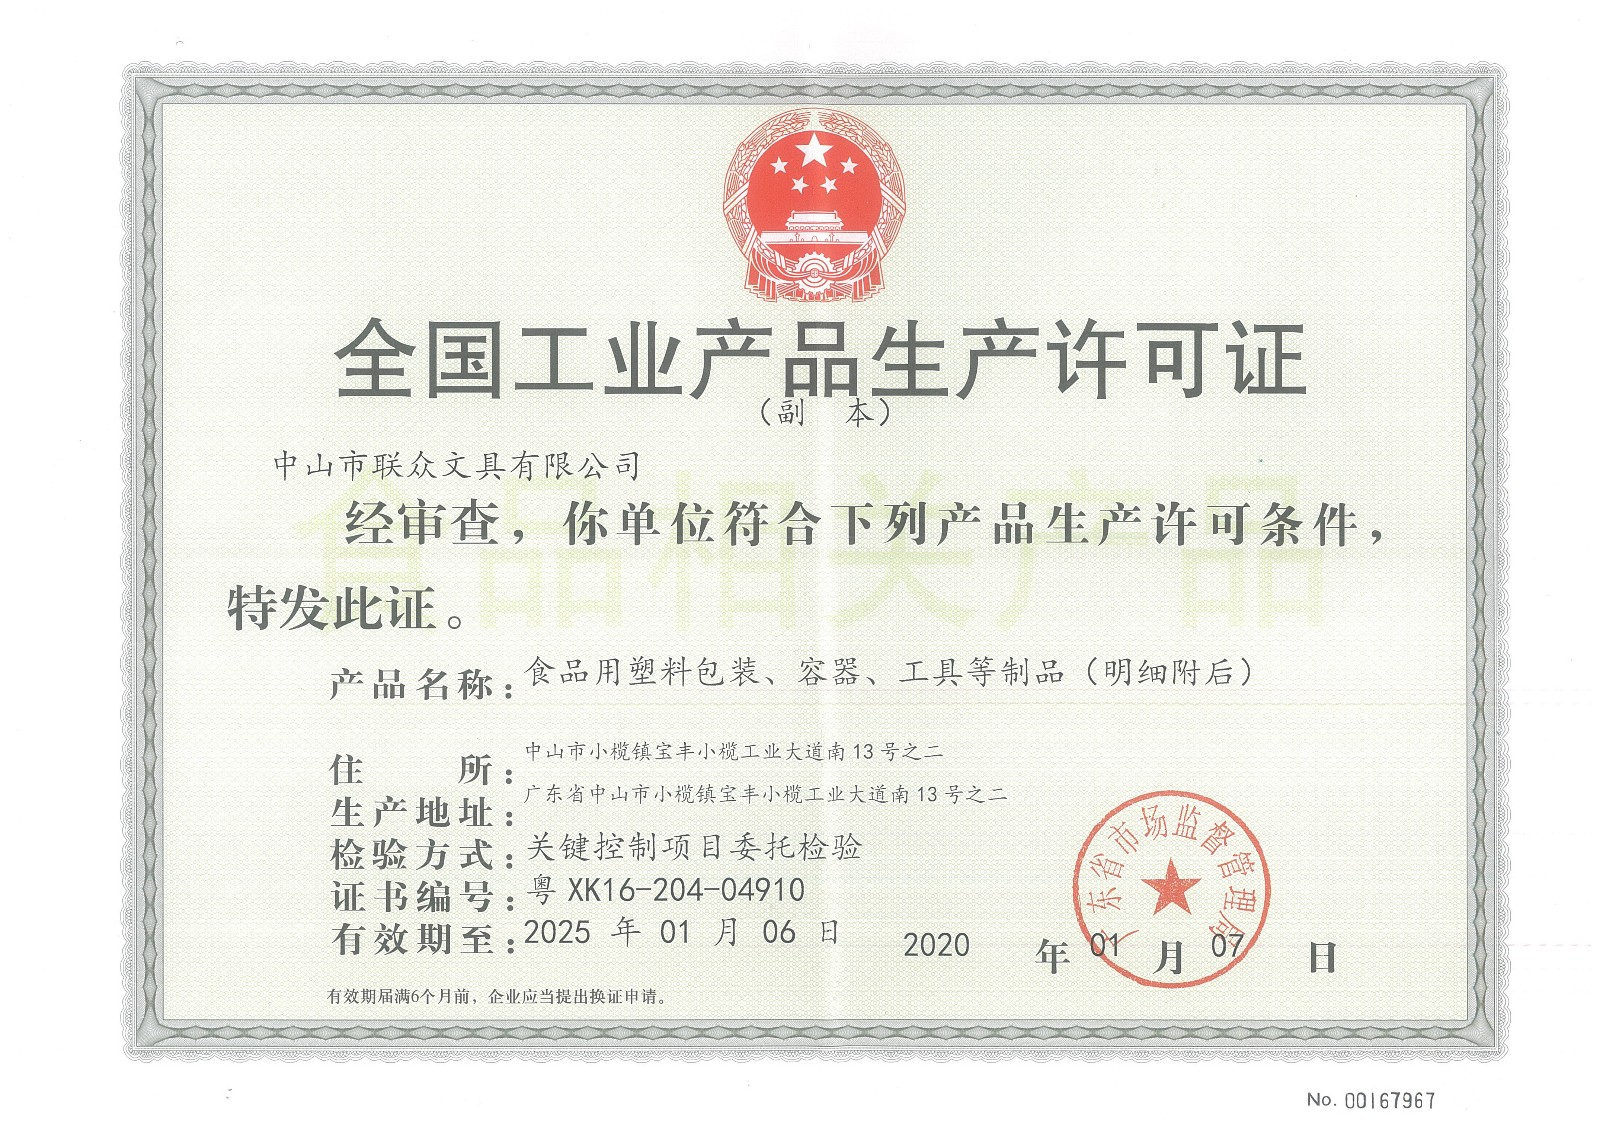 全国工业产品生产许可证
（副 本）
中山市联众文具有限公司
食品相关产品
经审查，你单位符合下列产品生产许可条件，
特发此证。
产品名称：食品用塑料包装、容器、工具等制品（明细附后）
住 所：中山市小榄镇宝丰小榄工业大道南 13 号之二
生产地址：广东省中山市小榄镇宝丰小榄工业大道南 13 号之二
检验方式：关键控制项目委托检验
证书编号：粤 XK16-204-04910
有效期至：2025 年 01 月 06 日
广东省市场监督管理局
2020 年 01 月 07 日
有效期届满6个月前，企业应当提出换证申请。
No. 00167967